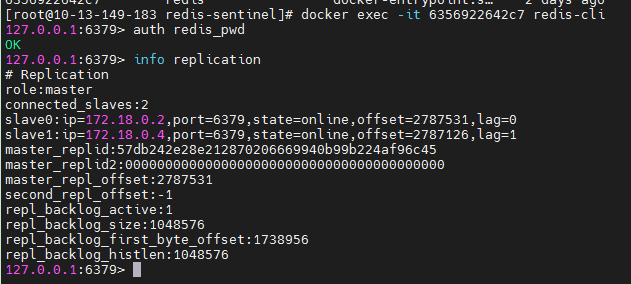 6356922642c7 redis "docker-entrypoint.s…" 2 days ago
[root@10-13-149-183 redis-sentinel]# docker exec -it 6356922642c7 redis-cli
127.0.0.1:6379> auth redis_pwd
OK
127.0.0.1:6379> info replication
# Replication
role:master
connected_slaves:2
slave0:ip=172.18.0.2,port=6379,state=online,offset=2787531,lag=0
slave1:ip=172.18.0.4,port=6379,state=online,offset=2787126,lag=1
master_replid:57db242e28e212870206669940b99b224af96c45
master_replid2:0000000000000000000000000000000000000000
master_repl_offset:2787531
second_repl_offset:-1
repl_backlog_active:1
repl_backlog_size:1048576
repl_backlog_first_byte_offset:1738956
repl_backlog_histlen:1048576
127.0.0.1:6379>